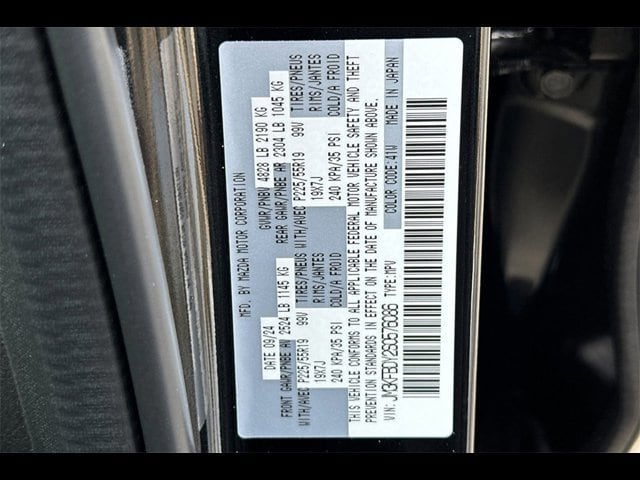 MFD. BY MAZDA MOTOR CORPORATION
DATE 09/24 GVWR/PNBV 4828 LB 2190 KG
FRONT GAWR/PNBE AV 2524 LB 1145 KG REAR GAWR/PNBE AR 2304 LB 1045 KG
WITH/AVEC P225/55R19 99V TIRES/PNEUS WITH/AVEC P225/55R19 99V TIRES/PNEUS
19X7J RIMS/JANTES 19X7J RIMS/JANTES
240 KPA/35 PSI COLD/A FROID 240 KPA/35 PSI COLD/A FROID
THIS VEHICLE CONFORMS TO ALL APPLICABLE FEDERAL MOTOR VEHICLE SAFETY AND THEFT
PREVENTION STANDARDS IN EFFECT ON THE DATE OF MANUFACTURE SHOWN ABOVE.
VIN: JM3KFBDY2S0576086 TYPE:MPV COLOR CODE:41W MADE IN JAPAN